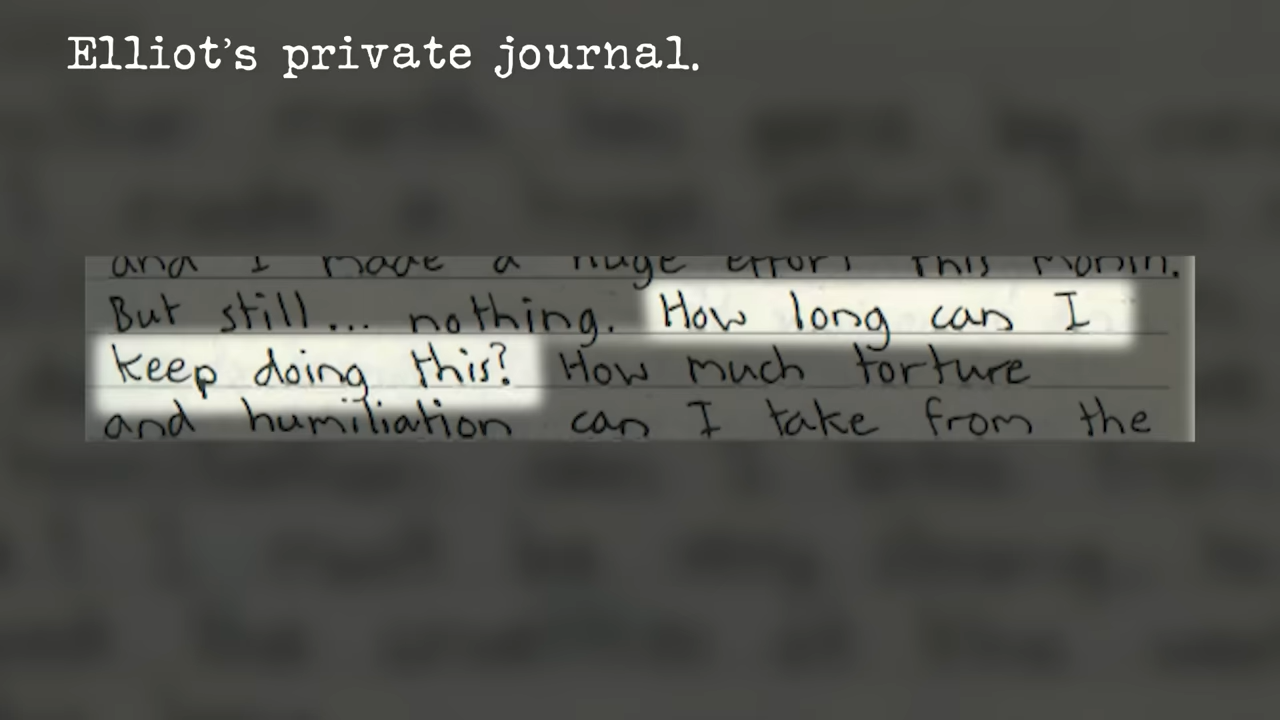 Elliot's private journal.
and I made a huge effort this month.
But still... nothing. How long can I
keep doing this? How much torture
and humiliation can I take from the